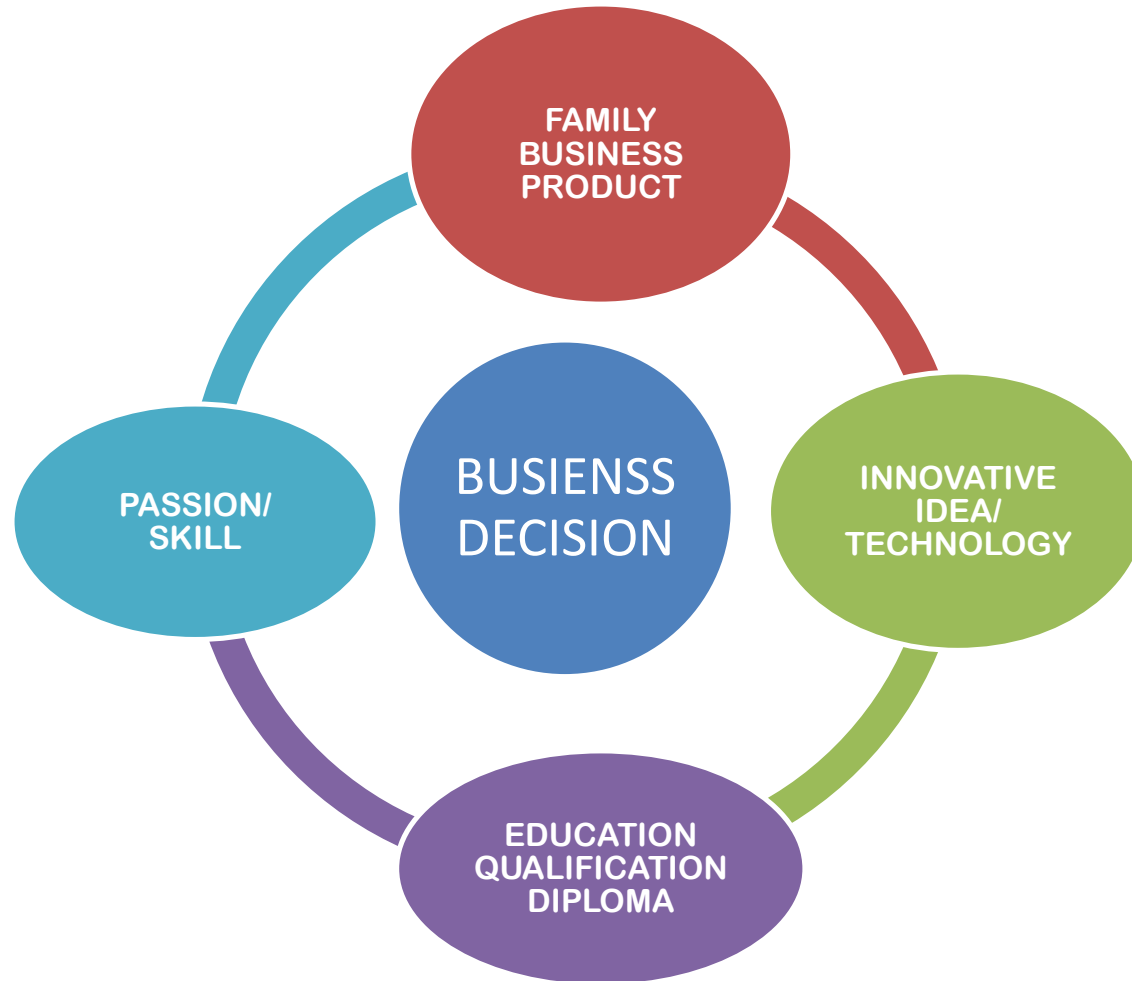 FAMILY
BUSINESS
PRODUCT
INNOVATIVE
IDEA/
TECHNOLOGY
EDUCATION
QUALIFICATION
DIPLOMA
PASSION/
SKILL
BUSIENSS
DECISION